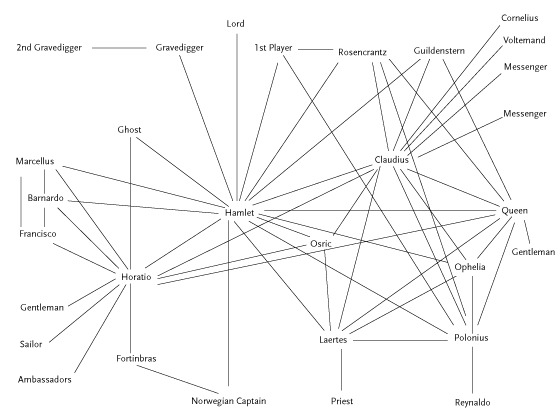 Cornelius
Lord
Voltemand
2nd Gravedigger
Gravedigger
1st Player
Rosencrantz
Guildenstern
Messenger
Messenger
Ghost
Marcellus
Claudius
Barnardo
Hamlet
Queen
Francisco
Osric
Gentleman
Ophelia
Horatio
Gentleman
Laertes
Polonius
Sailor
Fortinbras
Ambassadors
Norwegian Captain
Priest
Reynaldo